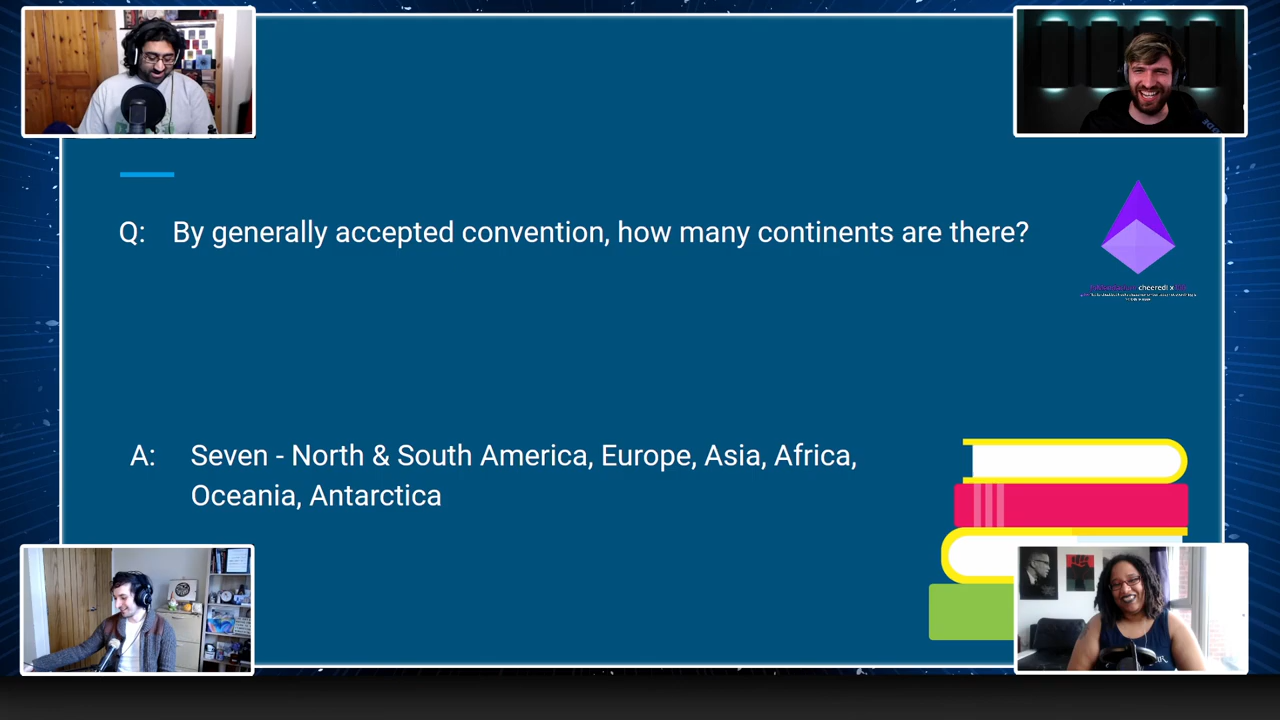 Q: By generally accepted convention, how many continents are there?
cheered! x
A: Seven - North & South America, Europe, Asia, Africa,
Oceania, Antarctica